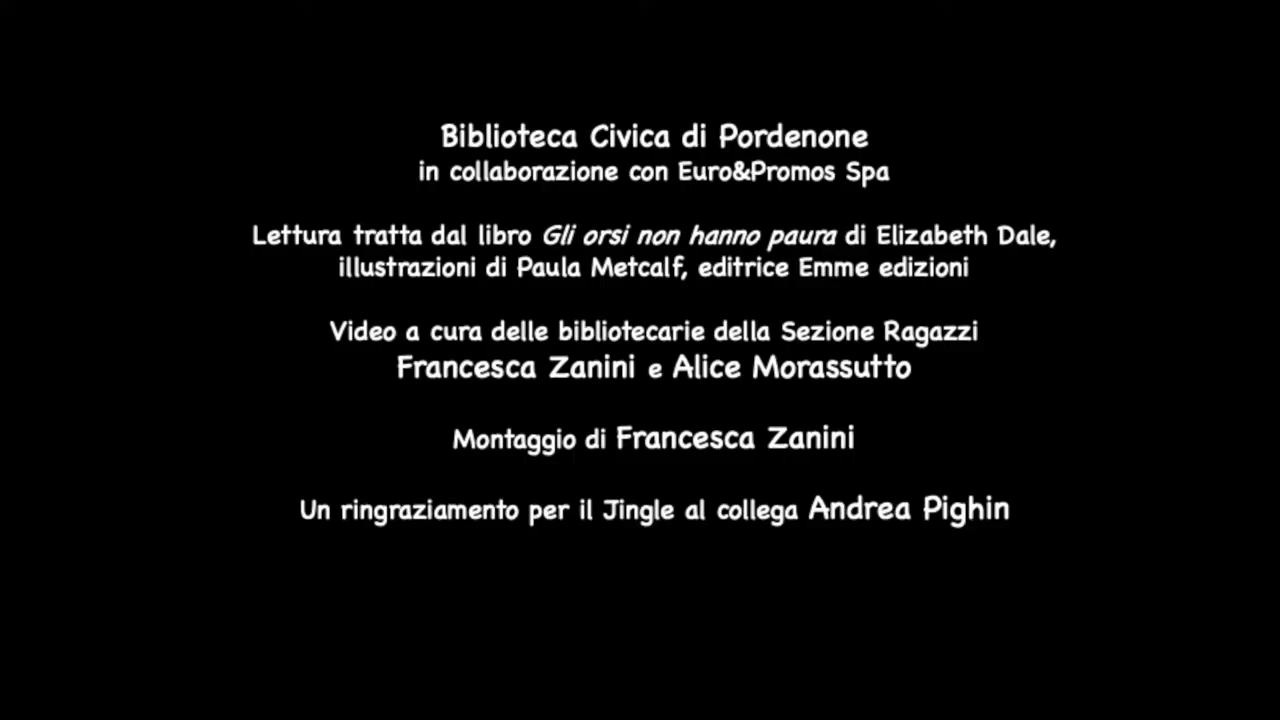 Biblioteca Civica di Pordenone
in collaborazione con Euro&Promos Spa
Lettura tratta dal libro Gli orsi non hanno paura di Elizabeth Dale,
illustrazioni di Paula Metcalf, editrice Emme edizioni
Video a cura delle bibliotecarie della Sezione Ragazzi
Francesca Zanini e Alice Morassutto
Montaggio di Francesca Zanini
Un ringraziamento per il Jingle al collega Andrea Pighin